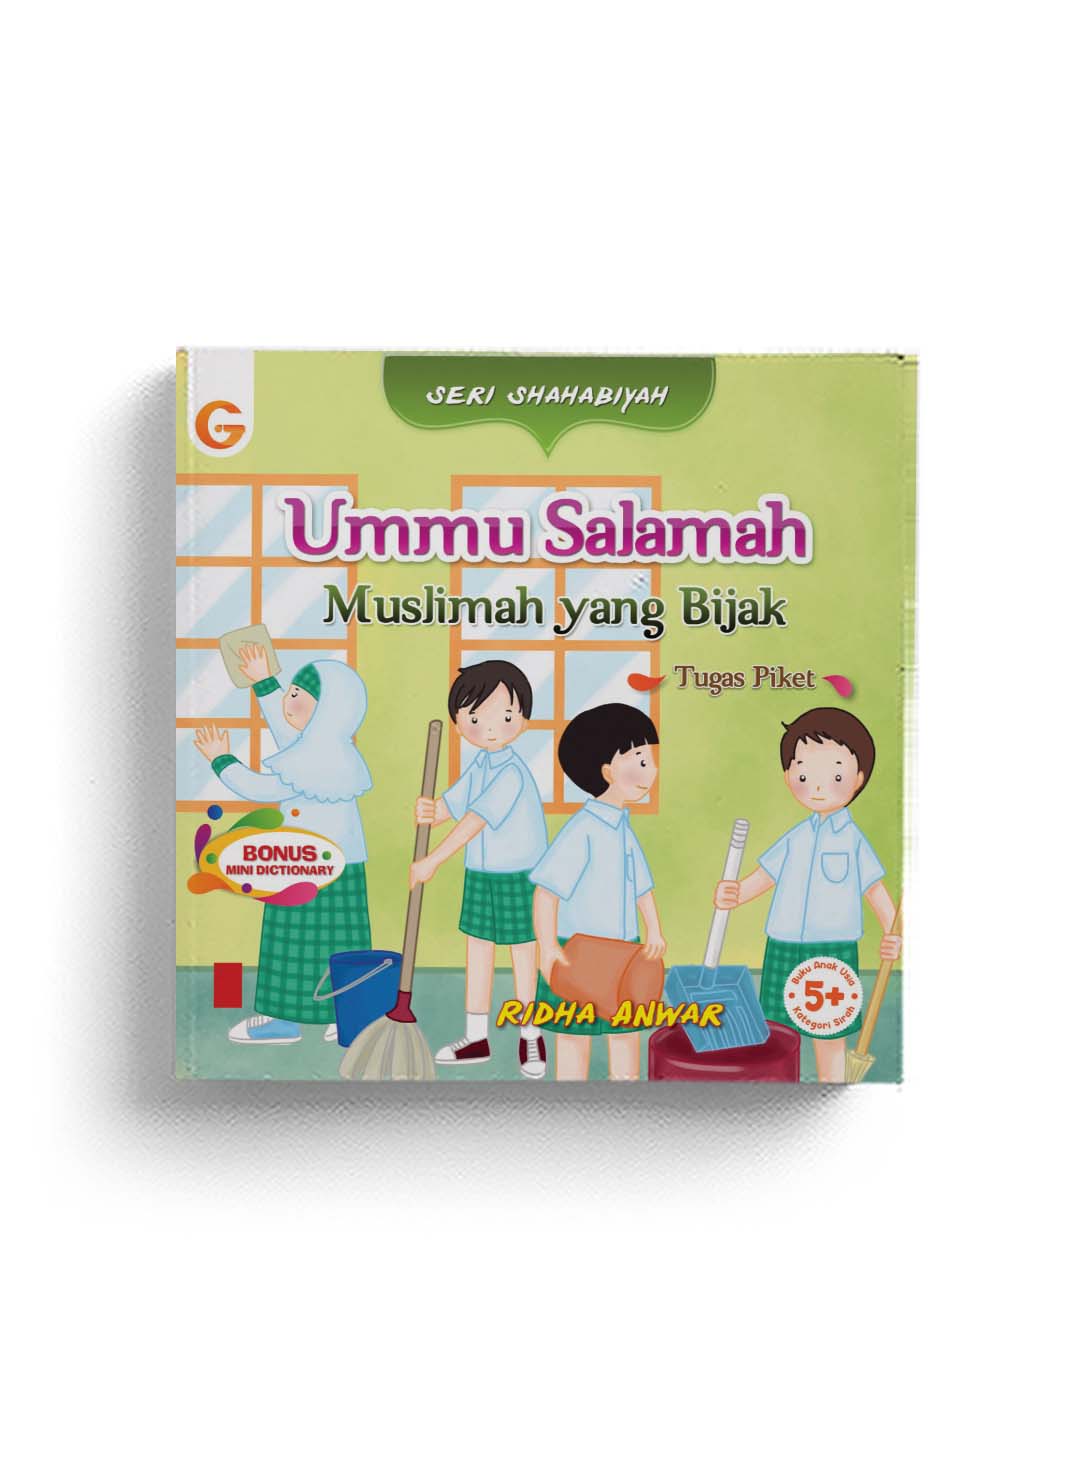 SERI SHAHABIYAH
G
Ummu Salamah
Muslimah yang Bijak
Tugas Piket
BONUS
MINI DICTIONARY
RIDHA ANWAR
Buku Anak Usia
5+
Kategori Sirah